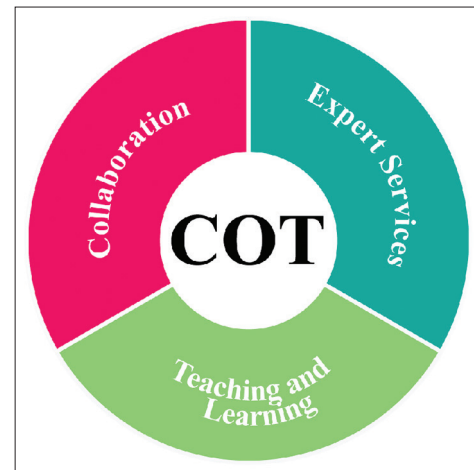 Collaboration
Expert Services
COT
Teaching and
Learning